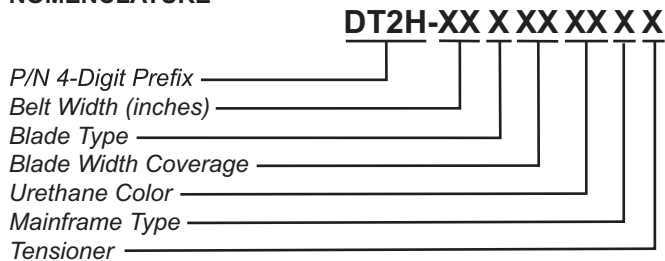 NOMENCLATURE
DT2H-XX X XX XX X X
P/N 4-Digit Prefix
Belt Width (inches)
Blade Type
Blade Width Coverage
Urethane Color
Mainframe Type
Tensioner